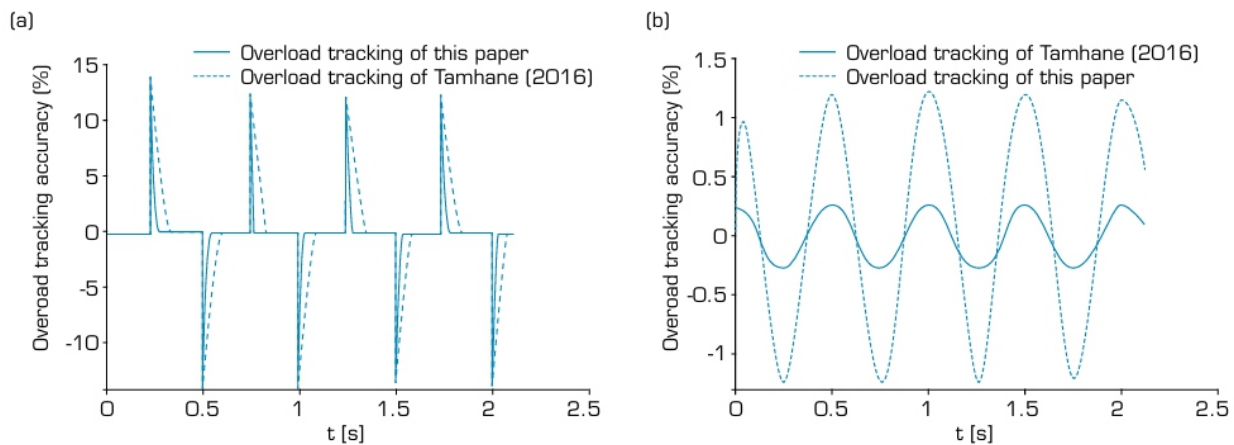 (a)
Overload tracking of this paper
Overload tracking of Tamhane (2016)
Overoad tracking accuracy (%)
15
10
5
0
-5
-10
0
0.5
1
1.5
2
2.5
t [s]
(b)
Overload tracking of Tamhane (2016)
Overload tracking of this paper
Overoad tracking accuracy (%)
1.5
1
0.5
0
-0.5
-1
0
0.5
1
1.5
2
2.5
t [s]